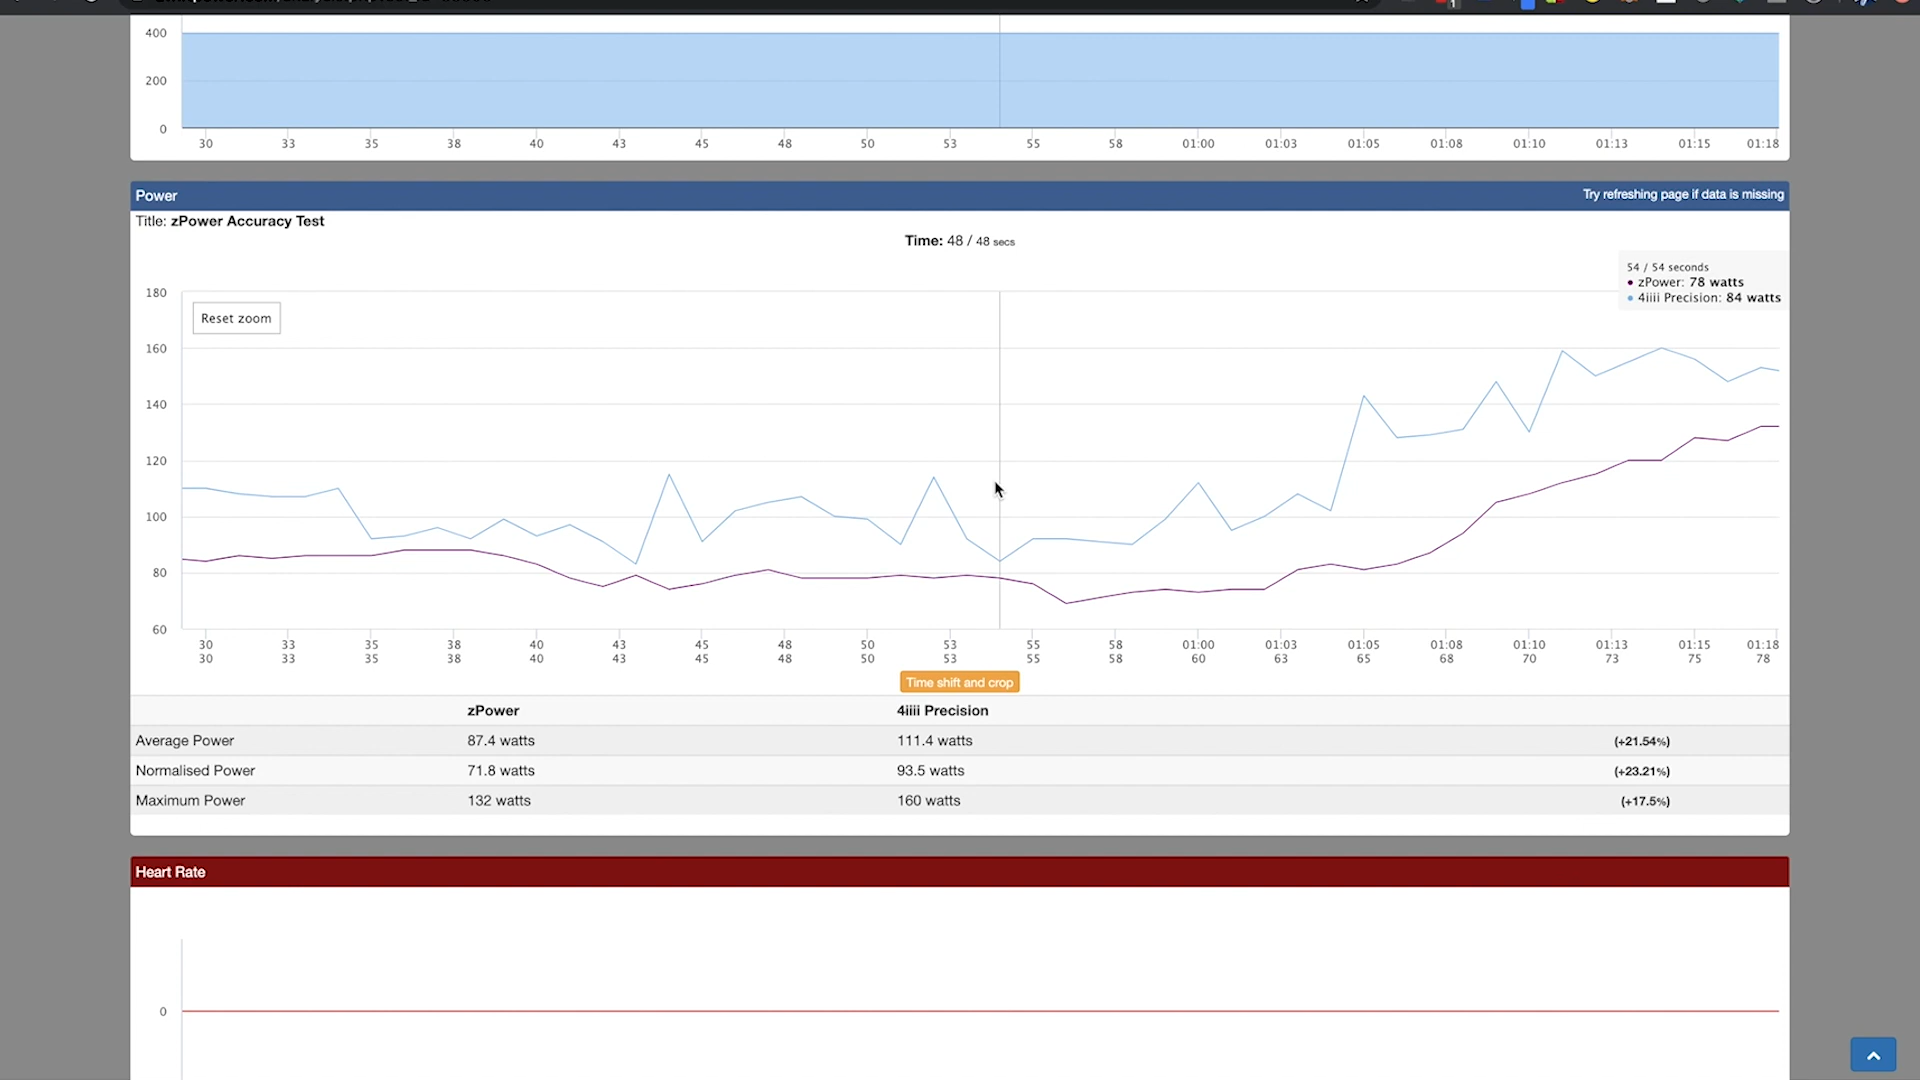 400
200
0
30 33 35 38 40 43 45 48 50 53 55 58 01:00 01:03 01:05 01:08 01:10 01:13 01:15 01:18
Power Try refreshing page if data is missing
Title: zPower Accuracy Test
Time: 48 / 48 secs
54 / 54 seconds
zPower: 78 watts
4iiii Precision: 84 watts
Reset zoom
180
160
140
120
100
80
60
30 33 35 38 40 43 45 48 50 53 55 58 01:00 01:03 01:05 01:08 01:10 01:13 01:15 01:18
30 33 35 38 40 43 45 48 50 53 55 58 60 63 65 68 70 73 75 78
Time shift and crop
zPower 4iiii Precision
Average Power 87.4 watts 111.4 watts (+21.54%)
Normalised Power 71.8 watts 93.5 watts (+23.21%)
Maximum Power 132 watts 160 watts (+17.5%)
Heart Rate
0